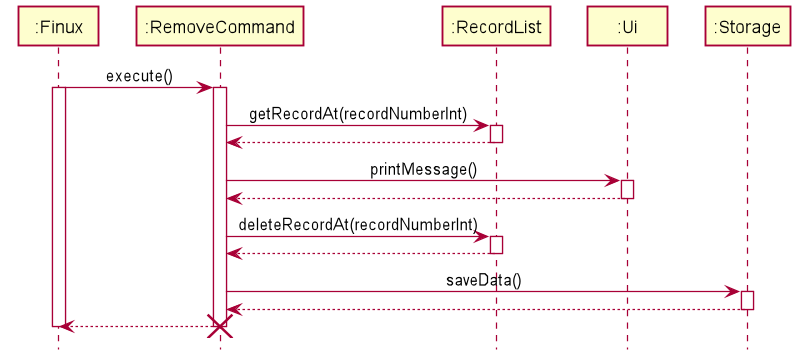 :Finux
:RemoveCommand
:RecordList
:Ui
:Storage
execute()
getRecordAt(recordNumberInt)
printMessage()
deleteRecordAt(recordNumberInt)
saveData()